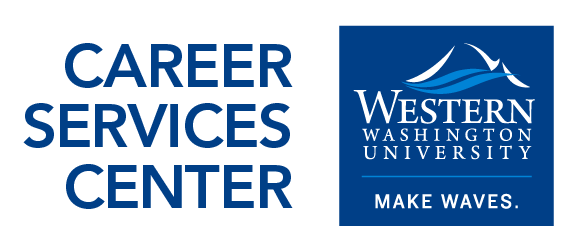 CAREER
SERVICES
CENTER
WESTERN
WASHINGTON
UNIVERSITY
MAKE WAVES.